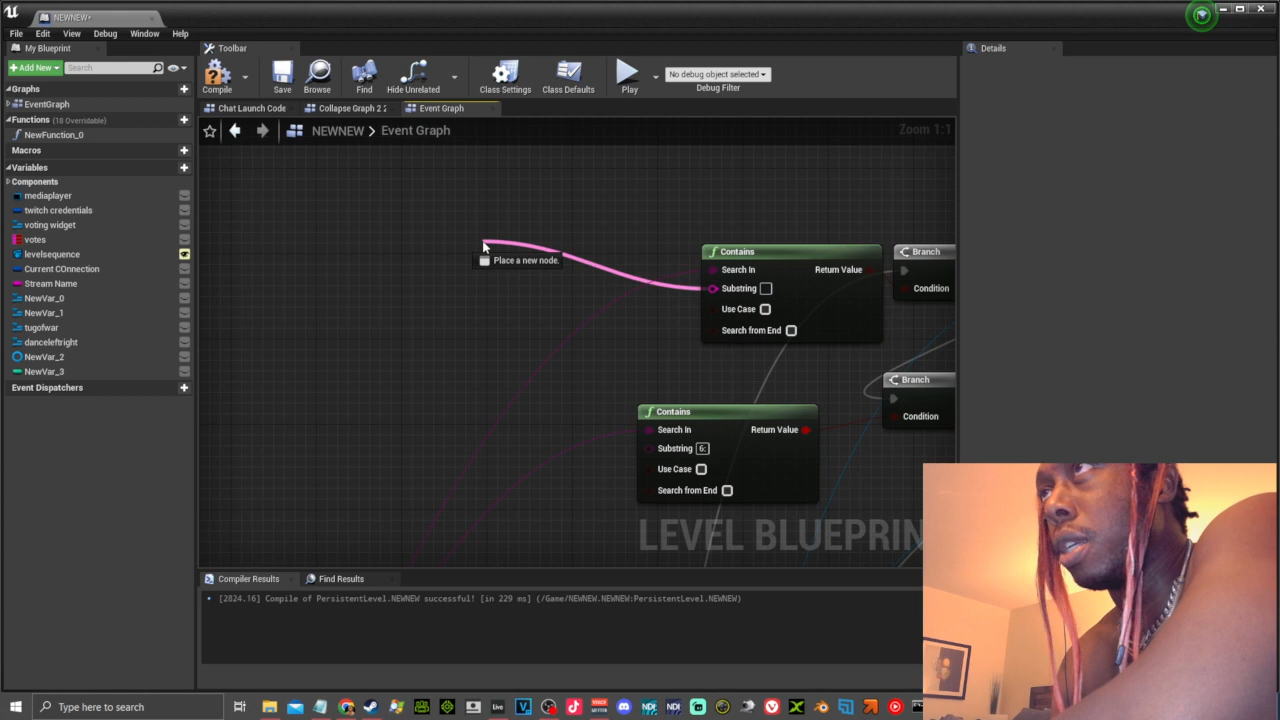 NEWNEW*
File Edit View Debug Window Help
My Blueprint
+ Add New Search
Graphs
EventGraph
Functions (18 Overridable)
NewFunction_0
Macros
Variables
Components
mediaplayer
twitch credentials
voting widget
votes
levelsequence
Current COnnection
Stream Name
NewVar_0
NewVar_1
tugofwar
danceleftright
NewVar_2
NewVar_3
Event Dispatchers
Toolbar
Compile Save Browse Find Hide Unrelated Class Settings Class Defaults Play
No debug object selected
Debug Filter
Chat Launch Code Collapse Graph 2 Event Graph
NEWNEW > Event Graph
Zoom 1:1
Place a new node.
Contains
Search In Return Value
Substring
Use Case
Search from End
Branch
Condition
Contains
Search In Return Value
Substring 6:
Use Case
Search from End
Branch
Condition
LEVEL BLUEPRIN
Compiler Results Find Results
[2824.16] Compile of PersistentLevel.NEWNEW successful! [in 229 ms] (/Game/NEWNEW.NEWNEW:PersistentLevel.NEWNEW)
Details
Type here to search
Live
NDI NDI